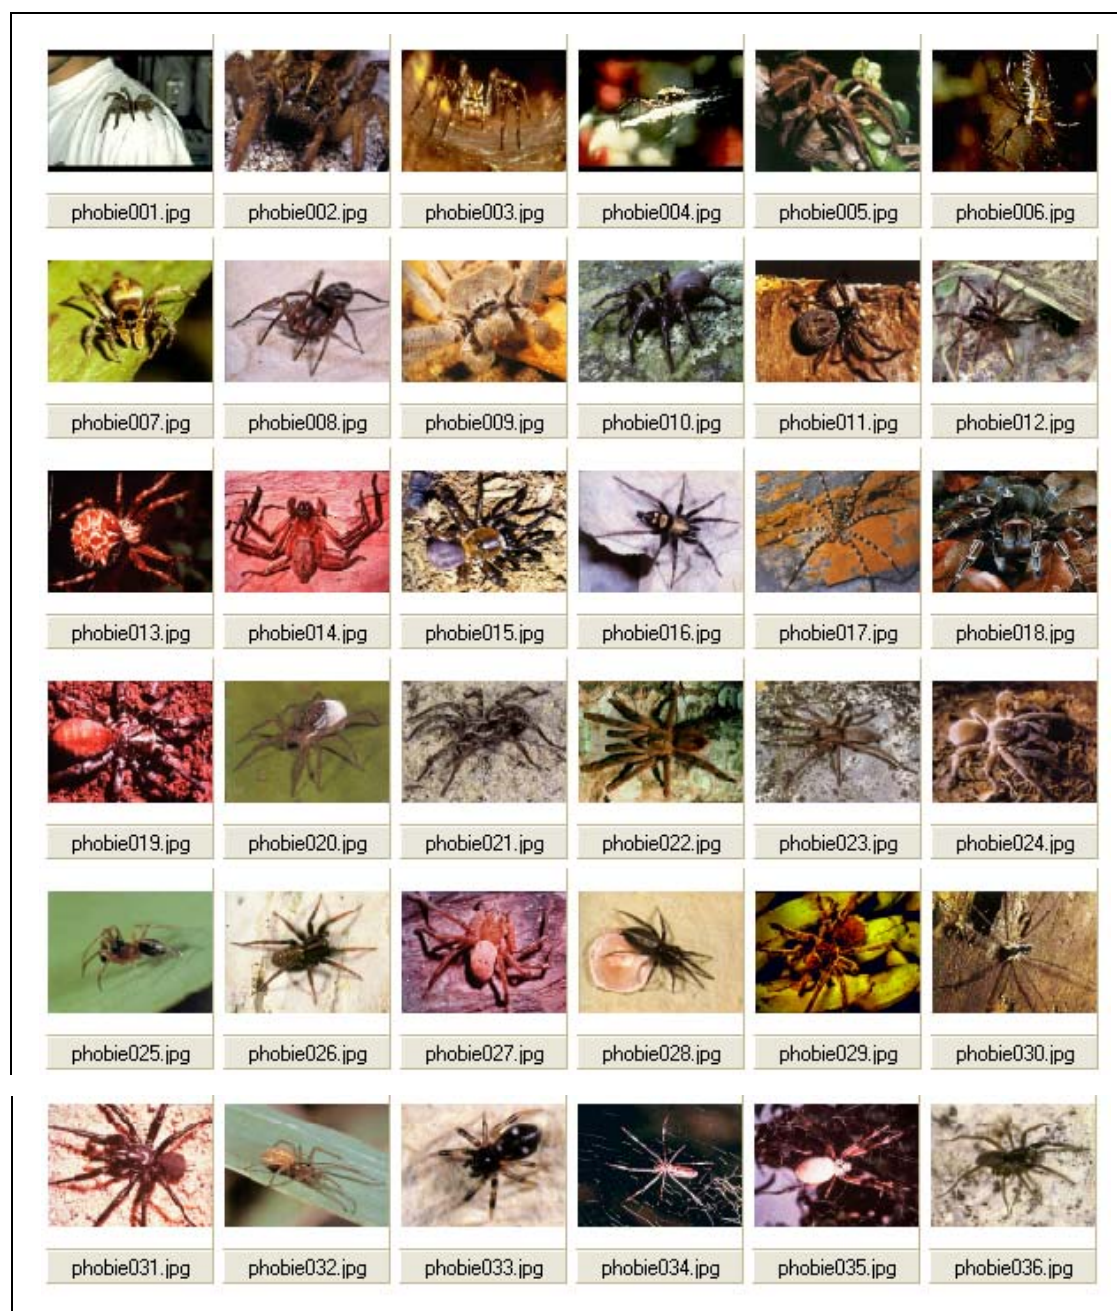 phobie001.jpg phobie002.jpg phobie003.jpg phobie004.jpg phobie005.jpg phobie006.jpg
phobie007.jpg phobie008.jpg phobie009.jpg phobie010.jpg phobie011.jpg phobie012.jpg
phobie013.jpg phobie014.jpg phobie015.jpg phobie016.jpg phobie017.jpg phobie018.jpg
phobie019.jpg phobie020.jpg phobie021.jpg phobie022.jpg phobie023.jpg phobie024.jpg
phobie025.jpg phobie026.jpg phobie027.jpg phobie028.jpg phobie029.jpg phobie030.jpg
phobie031.jpg phobie032.jpg phobie033.jpg phobie034.jpg phobie035.jpg phobie036.jpg